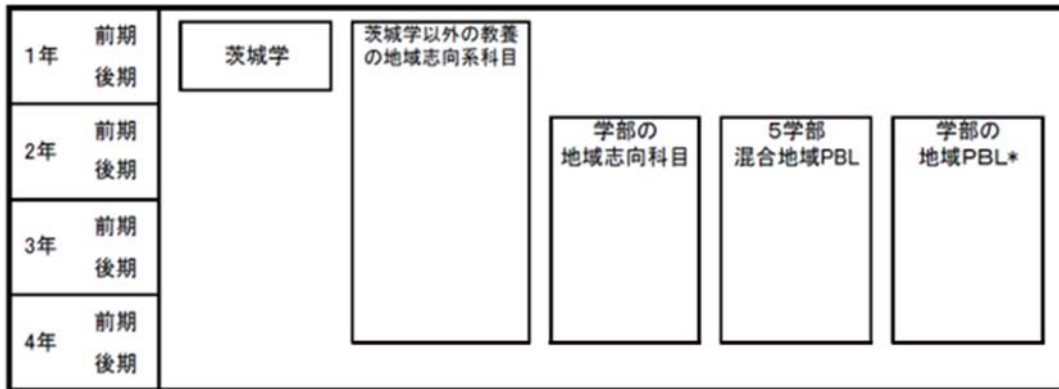 1年
前期
後期
茨城学
茨城学以外の教養
の地域志向系科目
2年
前期
後期
学部の
地域志向科目
5学部
混合地域PBL
学部の
地域PBL*
3年
前期
後期
4年
前期
後期